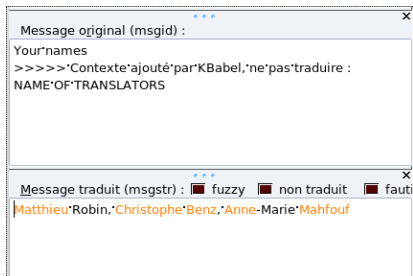 Message original (msgid) :
Your·names
>>>>>·Contexte·ajouté·par·KBabel,·ne·pas·traduire :
NAME·OF·TRANSLATORS
Message traduit (msgstr) : fuzzy non traduit fauti
Matthieu·Robin,·Christophe·Benz,·Anne-Marie·Mahfouf